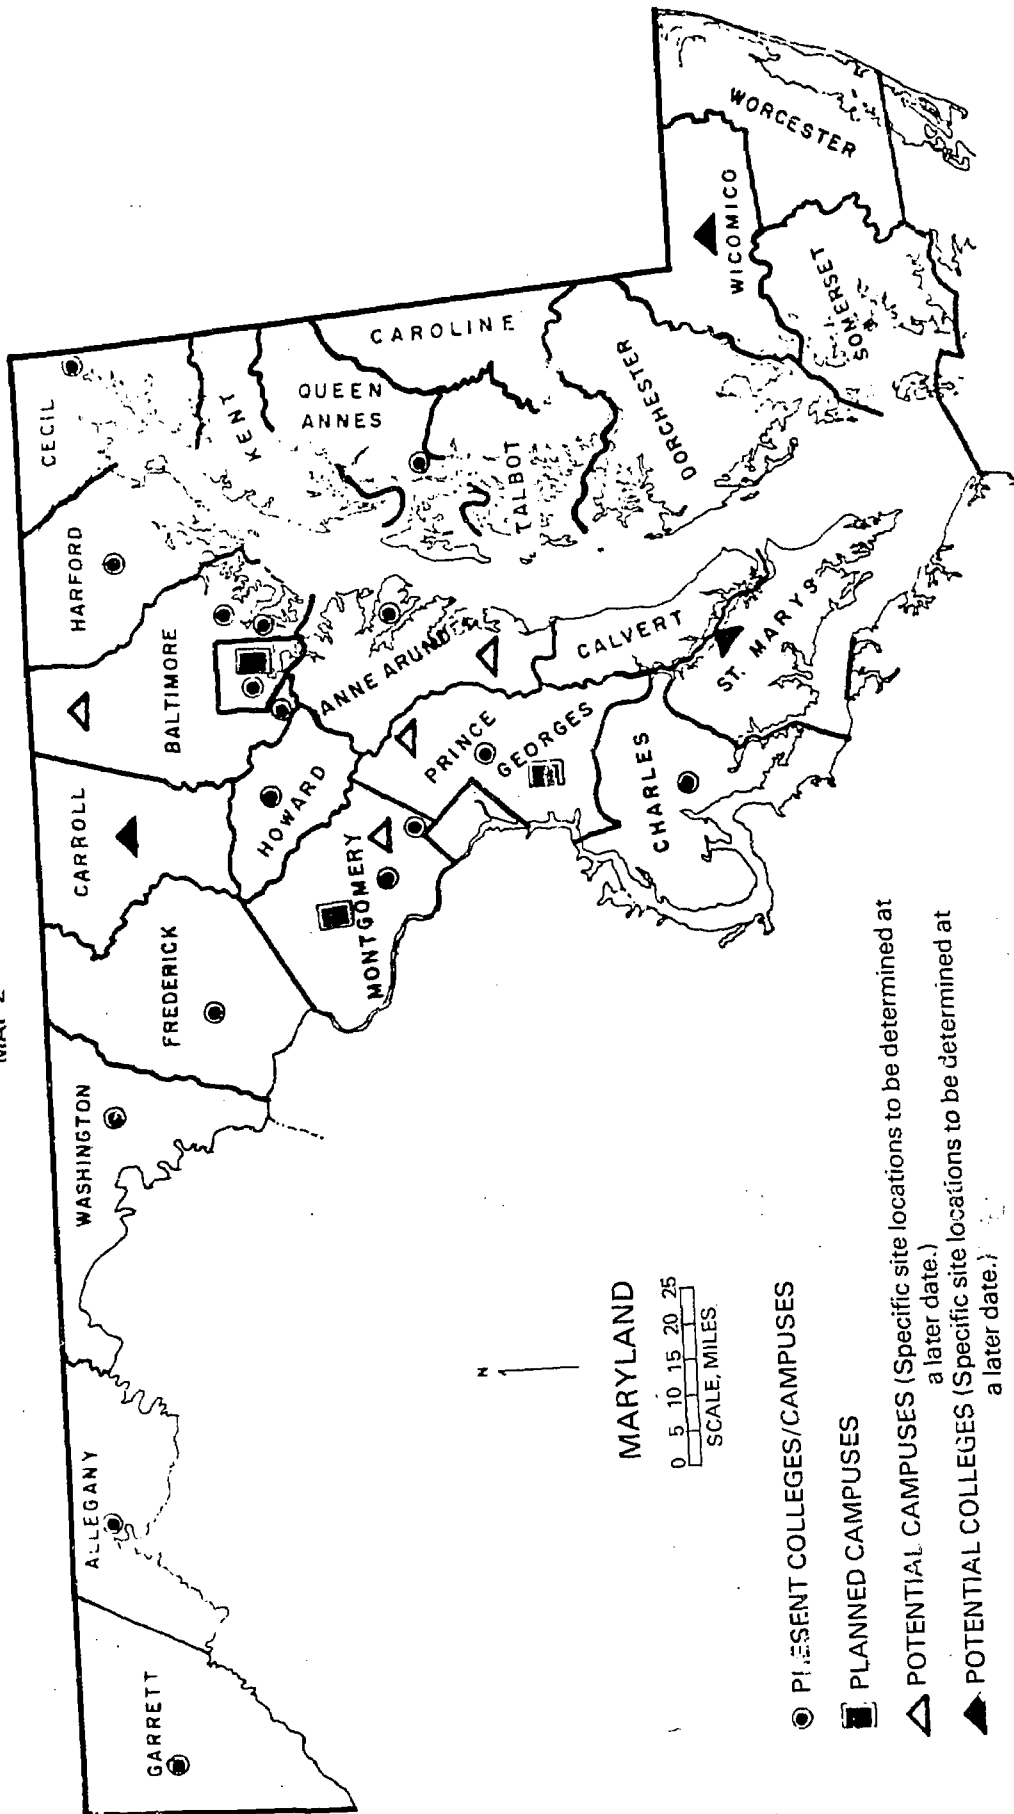 MAP 2
GARRETT
ALLEGANY
WASHINGTON
FREDERICK
CARROLL
BALTIMORE
HARFORD
CECIL
KENT
QUEEN
ANNES
CAROLINE
TALBOT
DORCHESTER
WICOMICO
WORCESTER
SOMERSET
HOWARD
MONTGOMERY
ANNE ARUNDEL
PRINCE
GEORGES
CALVERT
CHARLES
ST. MARYS
N
MARYLAND
0 5 10 15 20 25
SCALE, MILES
PRESENT COLLEGES/CAMPUSES
PLANNED CAMPUSES
POTENTIAL CAMPUSES (Specific site locations to be determined at
a later date.)
POTENTIAL COLLEGES (Specific site locations to be determined at
a later date.)